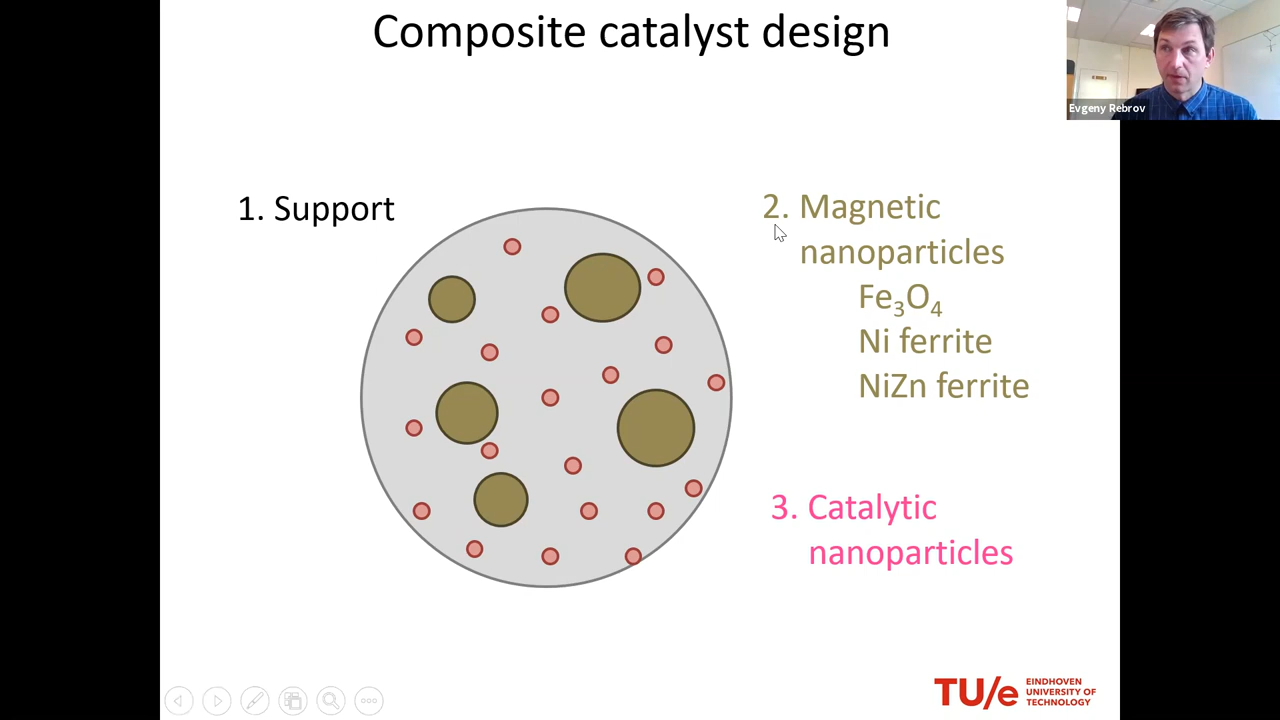 Composite catalyst design
Evgeny Rebrov
1. Support
2. Magnetic
nanoparticles
Fe₃O₄
Ni ferrite
NiZn ferrite
3. Catalytic
nanoparticles
TU/e
EINDHOVEN
UNIVERSITY OF
TECHNOLOGY